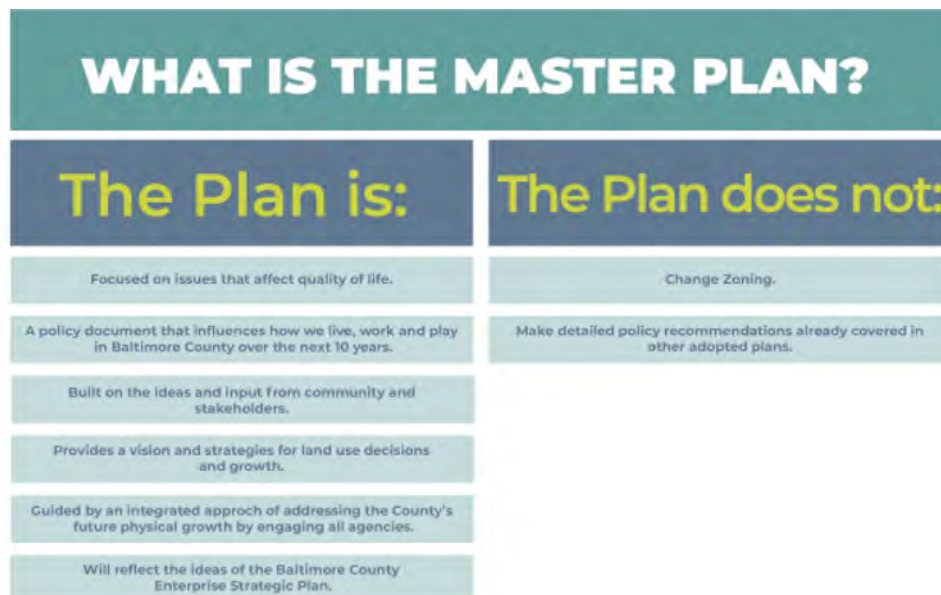 WHAT IS THE MASTER PLAN?
The Plan is:
Focused on issues that affect quality of life.
A policy document that influences how we live, work and play
in Baltimore County over the next 10 years.
Built on the ideas and input from community and
stakeholders.
Provides a vision and strategies for land use decisions
and growth.
Guided by an integrated approch of addressing the County's
future physical growth by engaging all agencies.
Will reflect the ideas of the Baltimore County
Enterprise Strategic Plan.
The Plan does not:
Change Zoning.
Make detailed policy recommendations already covered in
other adopted plans.